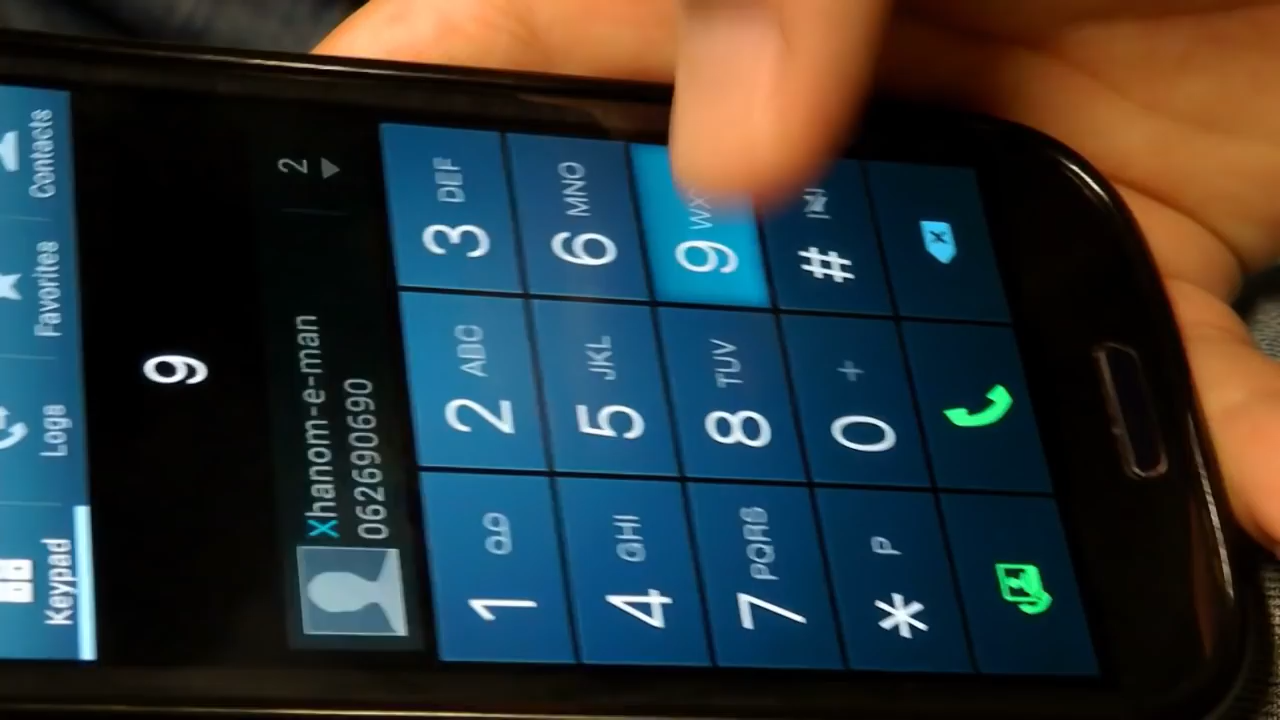 Keypad
Logs
Favorites
Contacts
9
Xhanom-e-man
062690690
2
1
2 ABC
3 DEF
4 GHI
5 JKL
6 MNO
7 PQRS
8 TUV
9 WX
* P
0 +
#